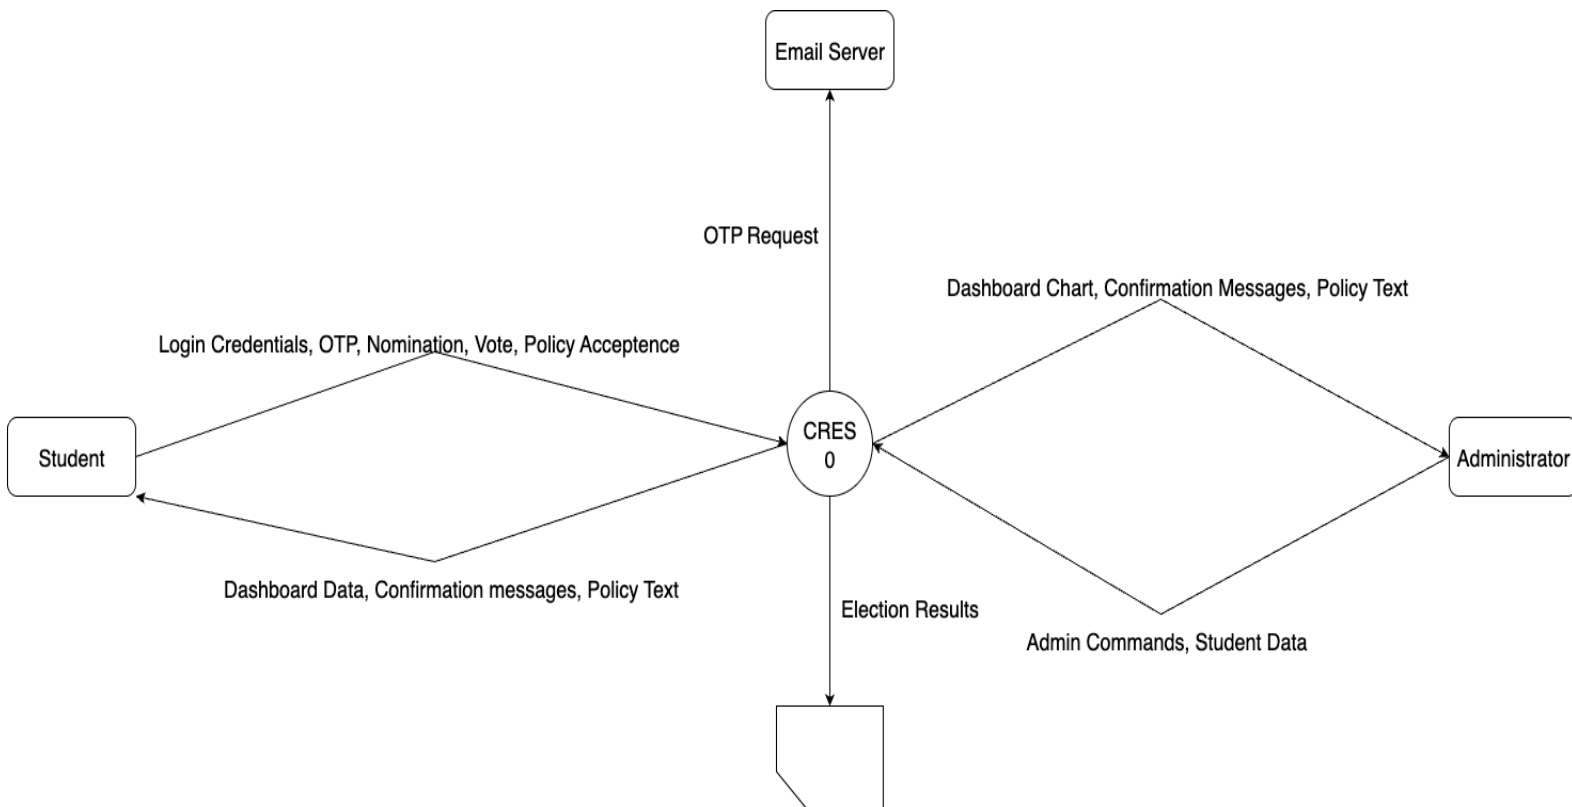 Email Server
OTP Request
Dashboard Chart, Confirmation Messages, Policy Text
Login Credentials, OTP, Nomination, Vote, Policy Acceptence
CRES
0
Student
Administrator
Dashboard Data, Confirmation messages, Policy Text
Election Results
Admin Commands, Student Data